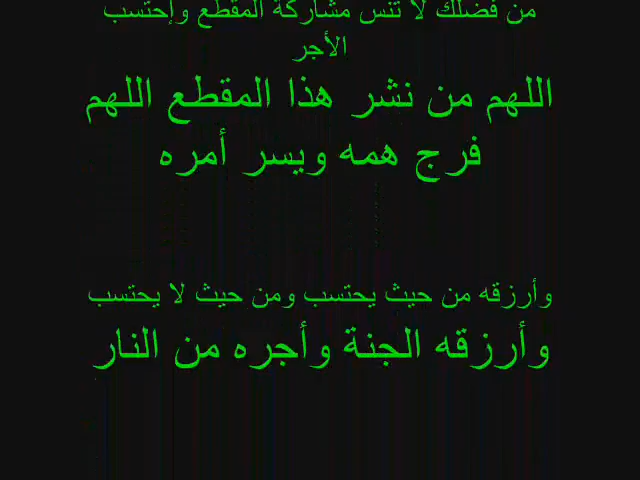 من فضلك لا تنس مشاركة المقطع وإحتسب
الأجر
اللهم من نشر هذا المقطع اللهم
فرج همه ويسر أمره
وأرزقه من حيث يحتسب ومن حيث لا يحتسب
وأرزقه الجنة وأجره من النار